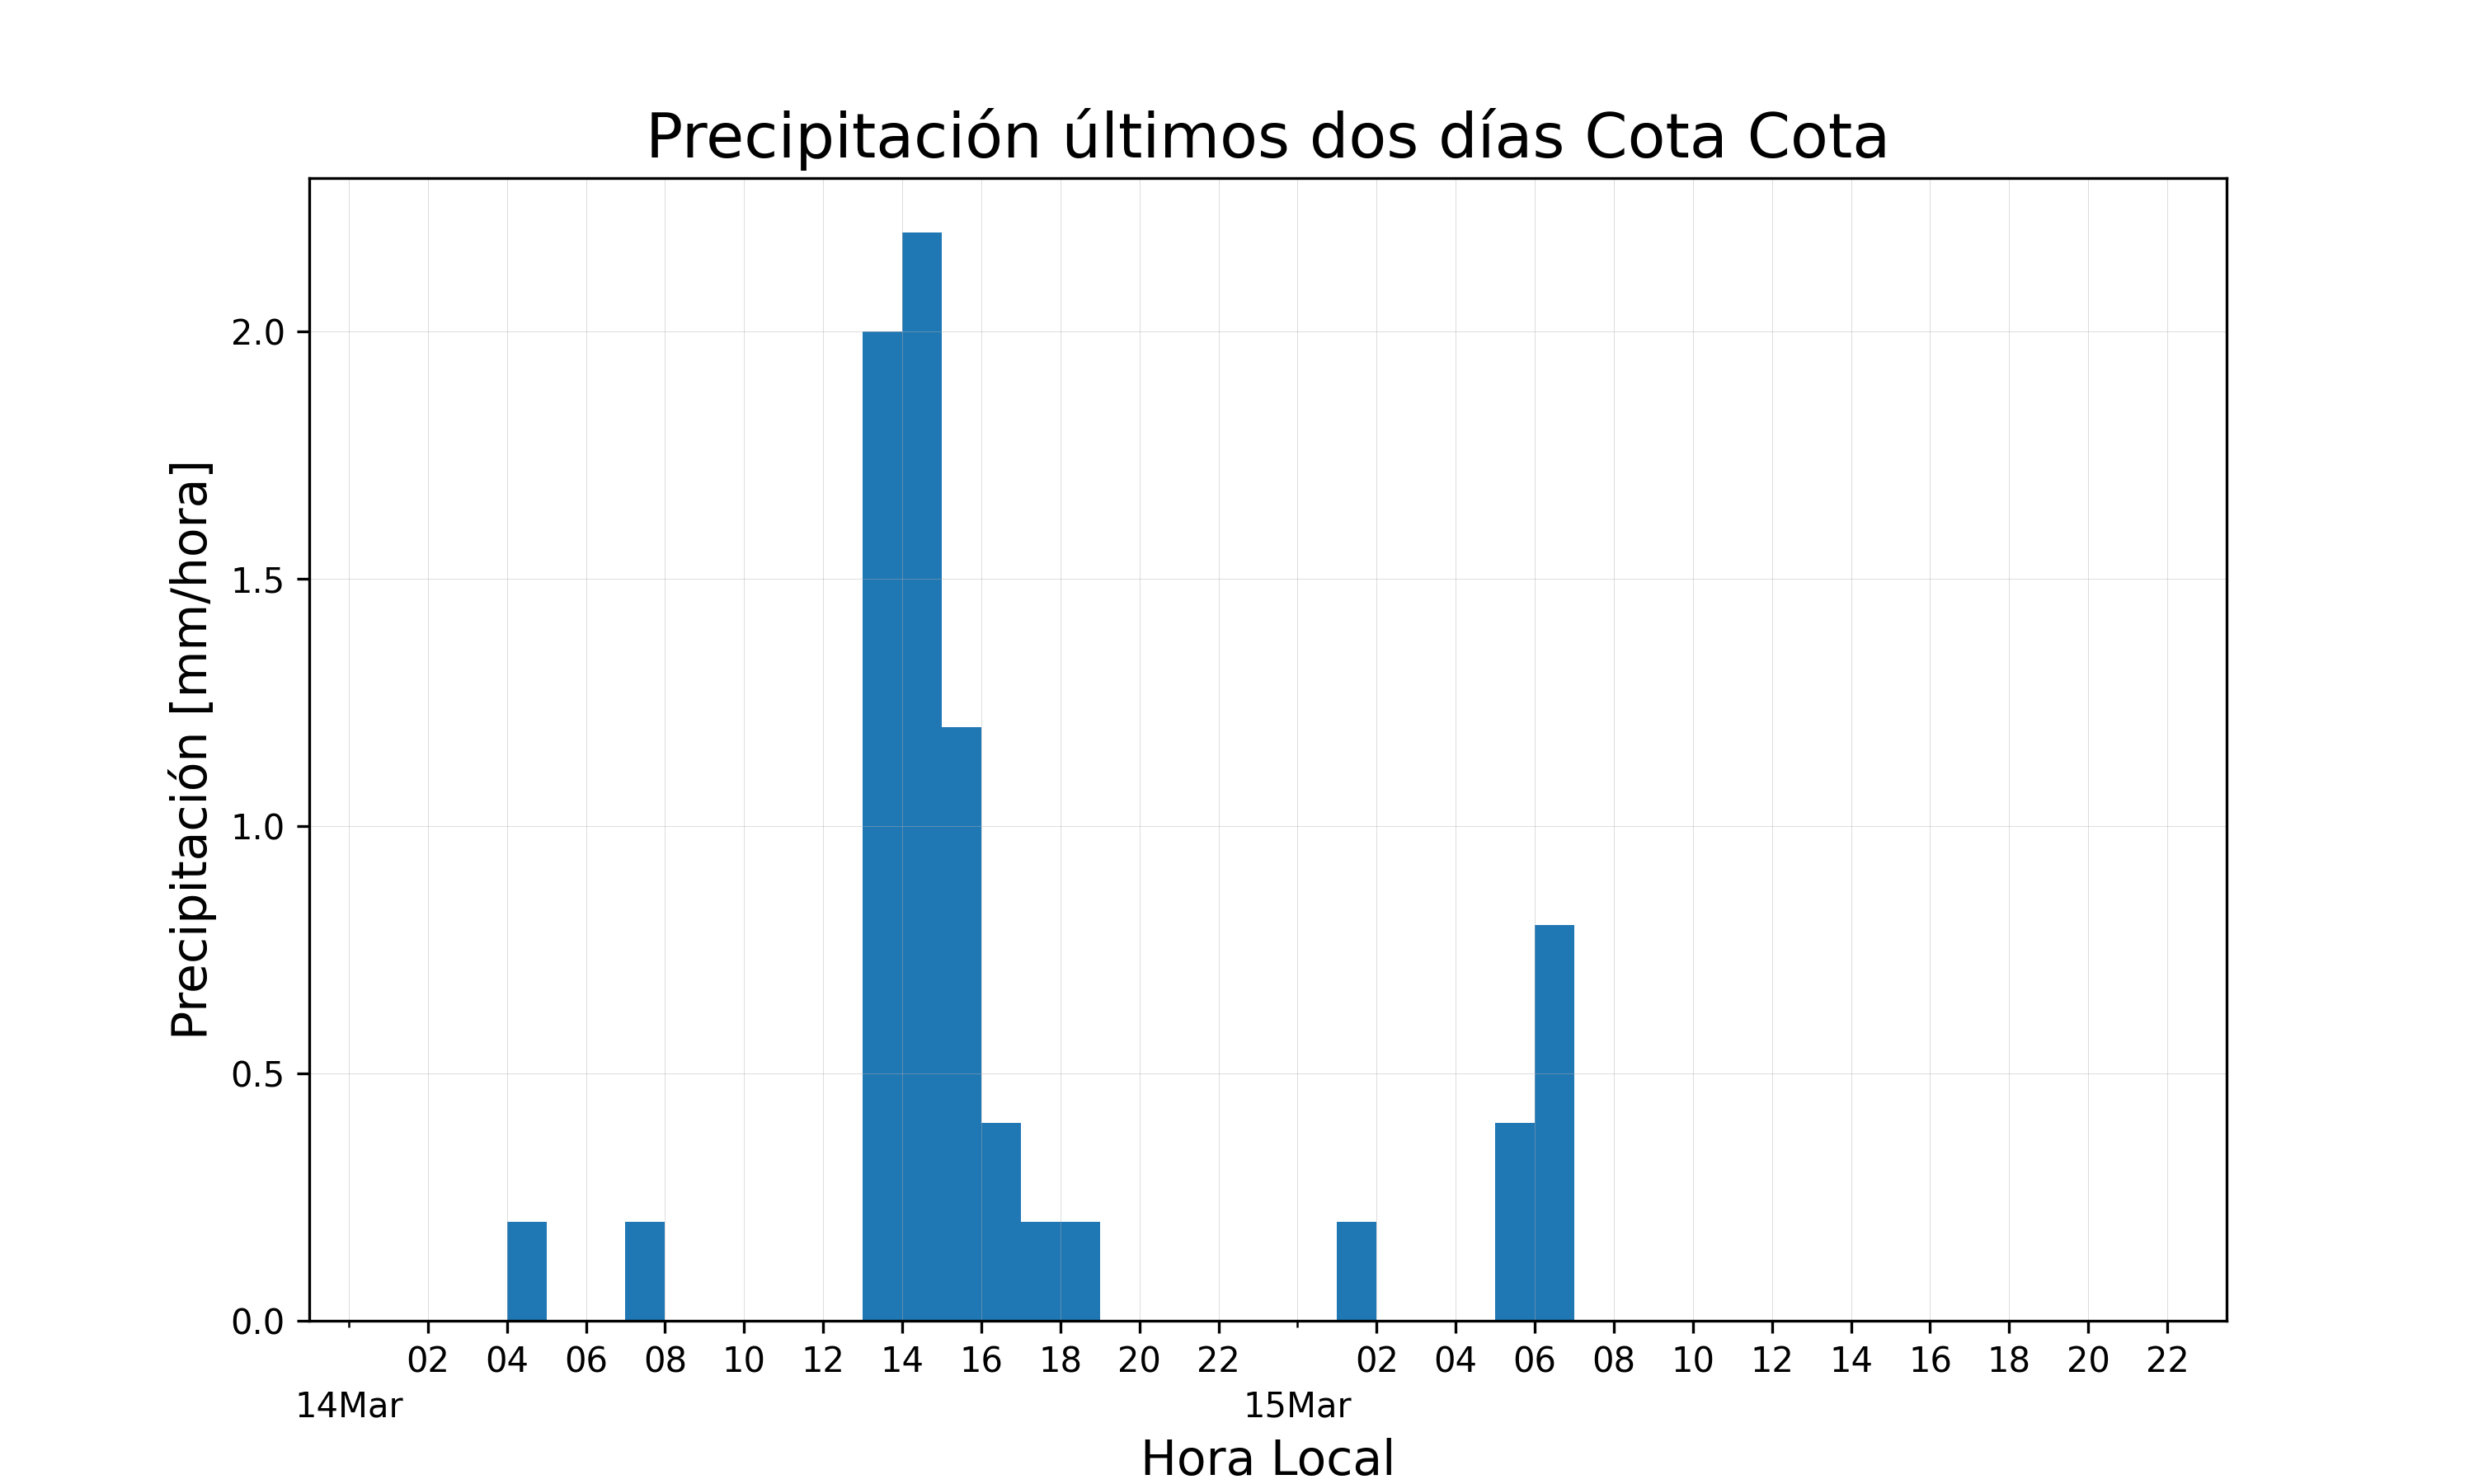 Precipitación últimos dos días Cota Cota
Precipitación [mm/hora]
2.0
1.5
1.0
0.5
0.0
02 04 06 08 10 12 14 16 18 20 22 02 04 06 08 10 12 14 16 18 20 22
14Mar 15Mar
Hora Local